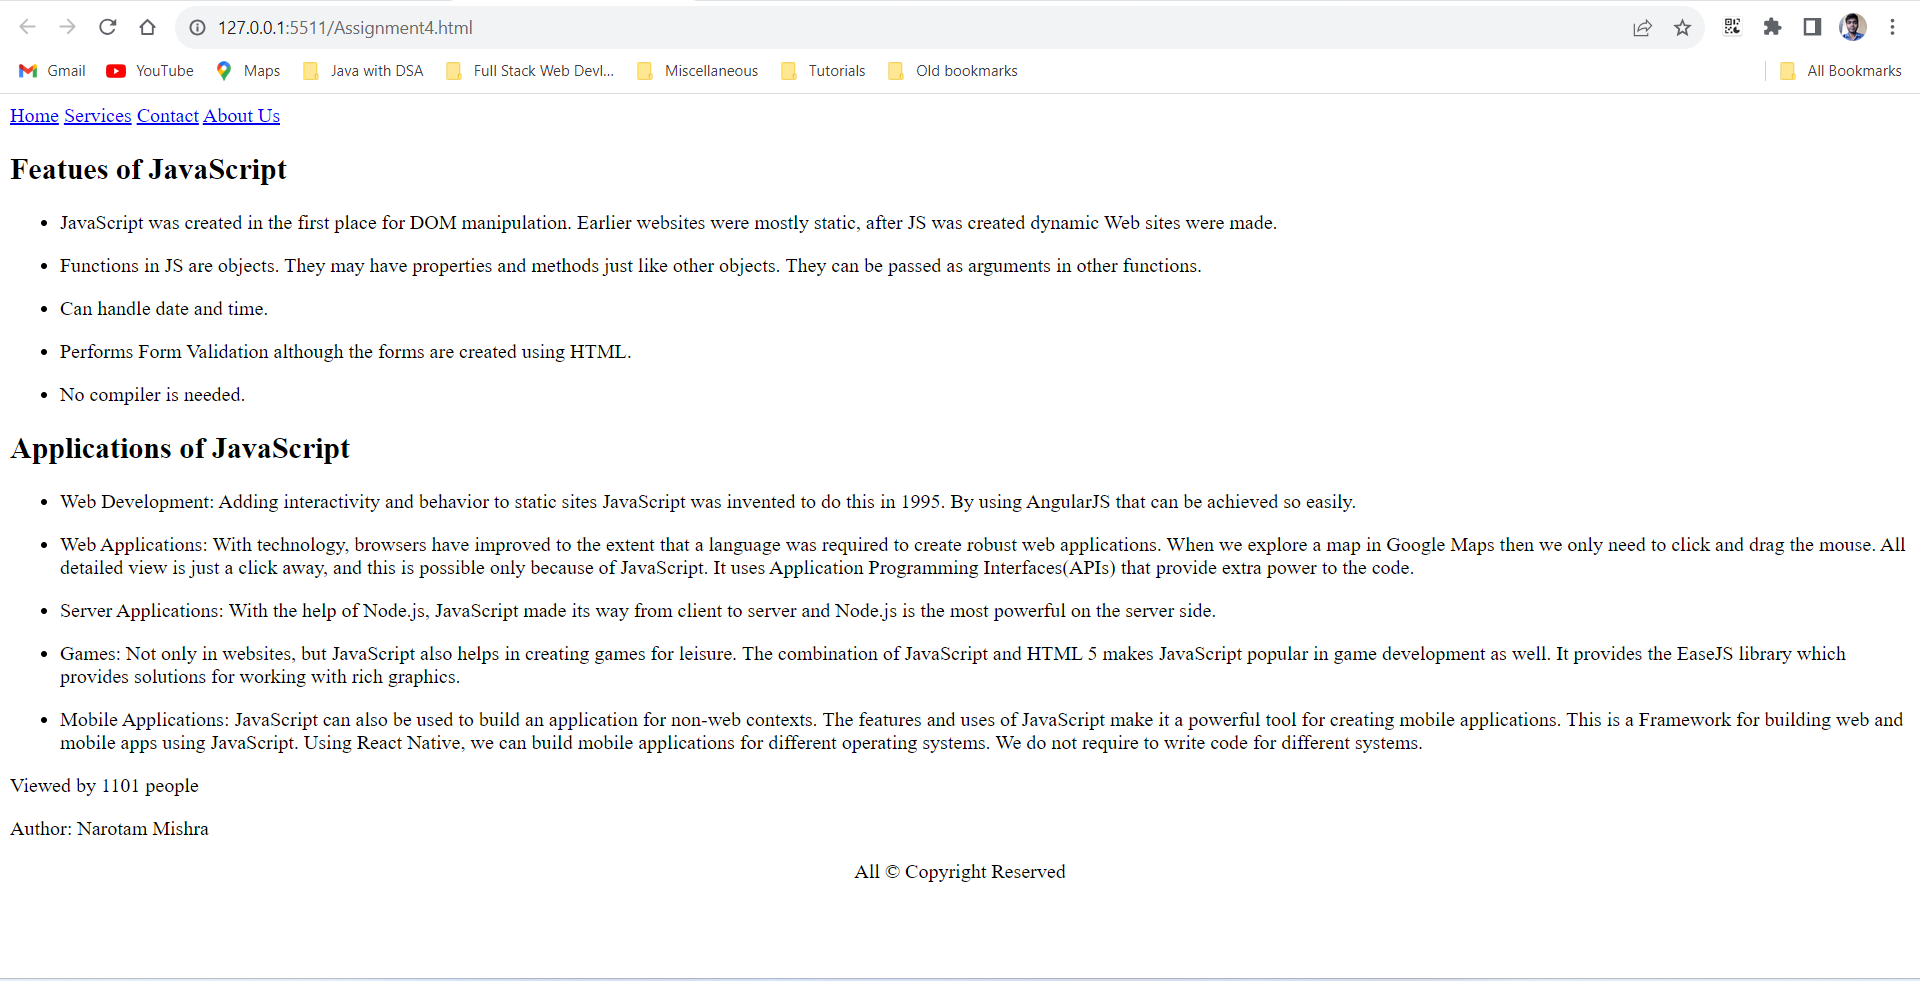 127.0.0.1:5511/Assignment4.html
Gmail YouTube Maps Java with DSA Full Stack Web Devl... Miscellaneous Tutorials Old bookmarks All Bookmarks
Home Services Contact About Us
Featues of JavaScript
• JavaScript was created in the first place for DOM manipulation. Earlier websites were mostly static, after JS was created dynamic Web sites were made.
• Functions in JS are objects. They may have properties and methods just like other objects. They can be passed as arguments in other functions.
• Can handle date and time.
• Performs Form Validation although the forms are created using HTML.
• No compiler is needed.
Applications of JavaScript
• Web Development: Adding interactivity and behavior to static sites JavaScript was invented to do this in 1995. By using AngularJS that can be achieved so easily.
• Web Applications: With technology, browsers have improved to the extent that a language was required to create robust web applications. When we explore a map in Google Maps then we only need to click and drag the mouse. All
detailed view is just a click away, and this is possible only because of JavaScript. It uses Application Programming Interfaces(APIs) that provide extra power to the code.
• Server Applications: With the help of Node.js, JavaScript made its way from client to server and Node.js is the most powerful on the server side.
• Games: Not only in websites, but JavaScript also helps in creating games for leisure. The combination of JavaScript and HTML 5 makes JavaScript popular in game development as well. It provides the EaseJS library which
provides solutions for working with rich graphics.
• Mobile Applications: JavaScript can also be used to build an application for non-web contexts. The features and uses of JavaScript make it a powerful tool for creating mobile applications. This is a Framework for building web and
mobile apps using JavaScript. Using React Native, we can build mobile applications for different operating systems. We do not require to write code for different systems.
Viewed by 1101 people
Author: Narotam Mishra
All © Copyright Reserved